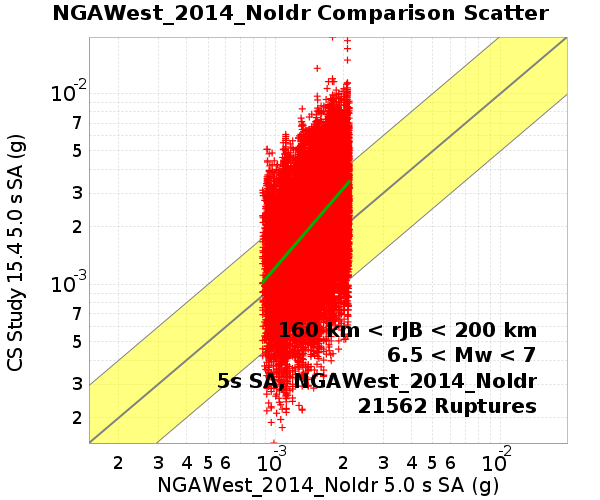 NGAWest_2014_NoIdr Comparison Scatter
CS Study 15.4 5.0 s SA (g)
10-2
7
5
3
2
10-3
7
5
3
2
160 km < rJB < 200 km
6.5 < Mw < 7
5s SA, NGAWest_2014_NoIdr
21562 Ruptures
2 3 4 5 6 10-3 2 3 4 5 6 10-2
NGAWest_2014_NoIdr 5.0 s SA (g)